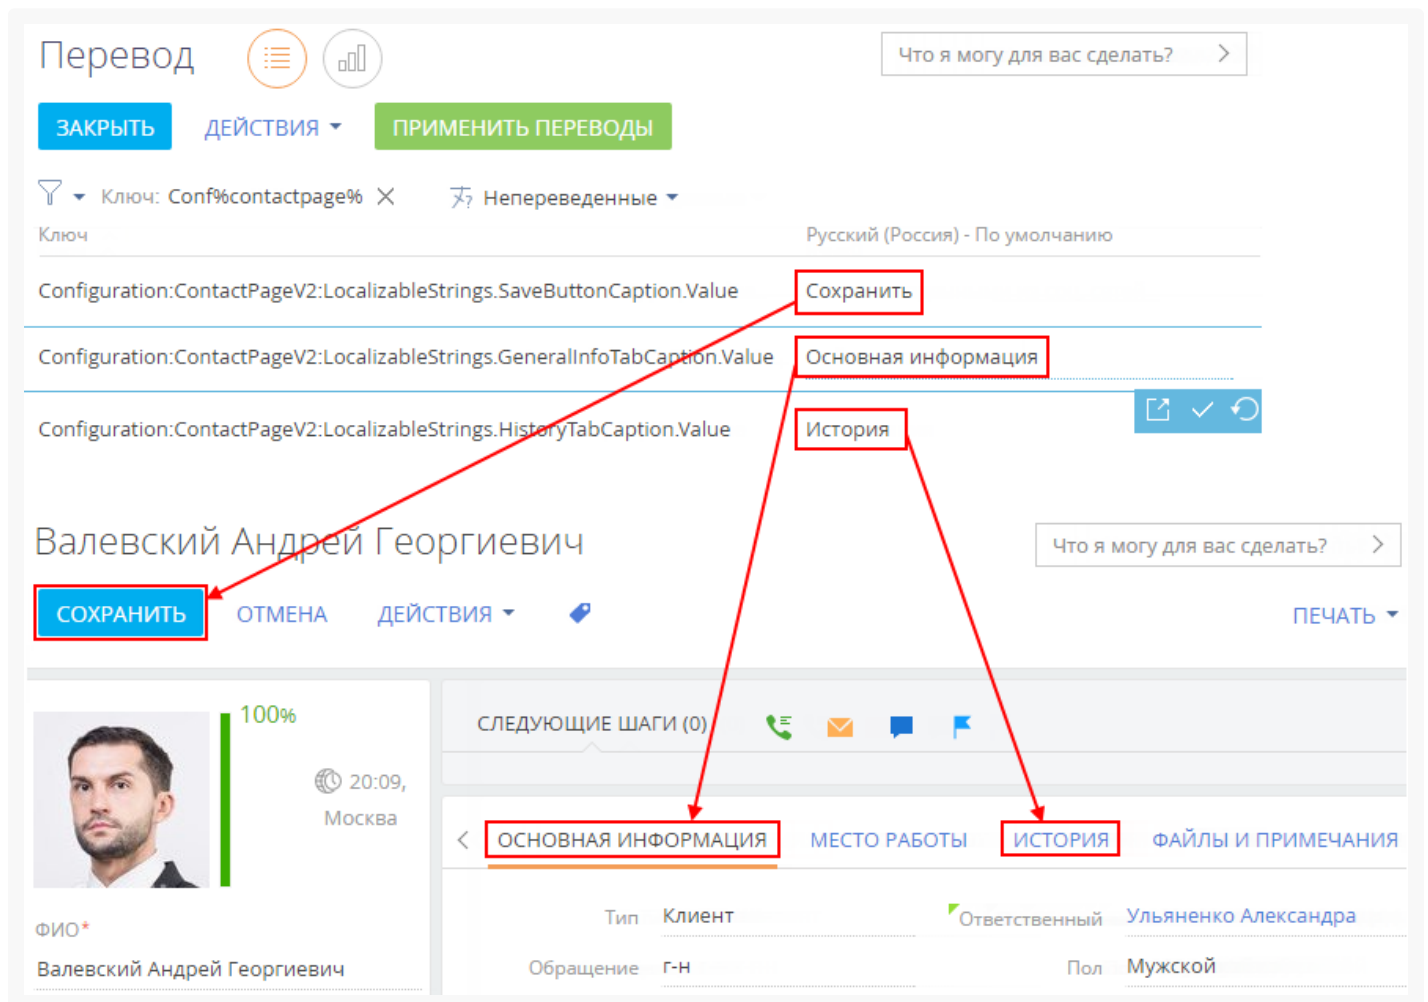 Перевод
Что я могу для вас сделать?
ЗАКРЫТЬ ДЕЙСТВИЯ ПРИМЕНИТЬ ПЕРЕВОДЫ
Ключ: Conf%contactpage% Непереведенные
Ключ Русский (Россия) - По умолчанию
Configuration:ContactPageV2:LocalizableStrings.SaveButtonCaption.Value Сохранить
Configuration:ContactPageV2:LocalizableStrings.GeneralInfoTabCaption.Value Основная информация
Configuration:ContactPageV2:LocalizableStrings.HistoryTabCaption.Value История
Валевский Андрей Георгиевич
Что я могу для вас сделать?
СОХРАНИТЬ ОТМЕНА ДЕЙСТВИЯ ПЕЧАТЬ
100%
20:09,
Москва
ФИО*
Валевский Андрей Георгиевич
СЛЕДУЮЩИЕ ШАГИ (0)
ОСНОВНАЯ ИНФОРМАЦИЯ МЕСТО РАБОТЫ ИСТОРИЯ ФАЙЛЫ И ПРИМЕЧАНИЯ
Тип Клиент Ответственный Ульяненко Александра
Обращение г-н Пол Мужской